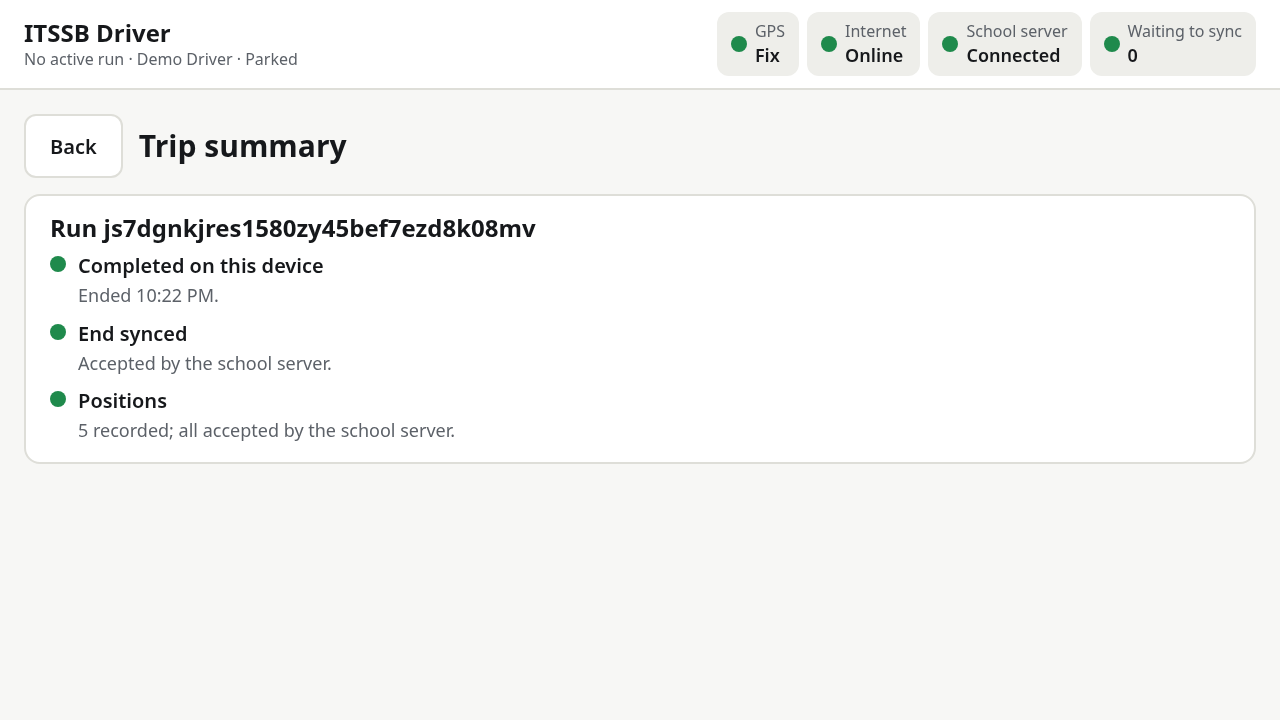 ITSSB Driver
No active run · Demo Driver · Parked
GPS
Fix
Internet
Online
School server
Connected
Waiting to sync
0
Back
Trip summary
Run js7dgnkjres1580zy45bef7ezd8k08mv
Completed on this device
Ended 10:22 PM.
End synced
Accepted by the school server.
Positions
5 recorded; all accepted by the school server.